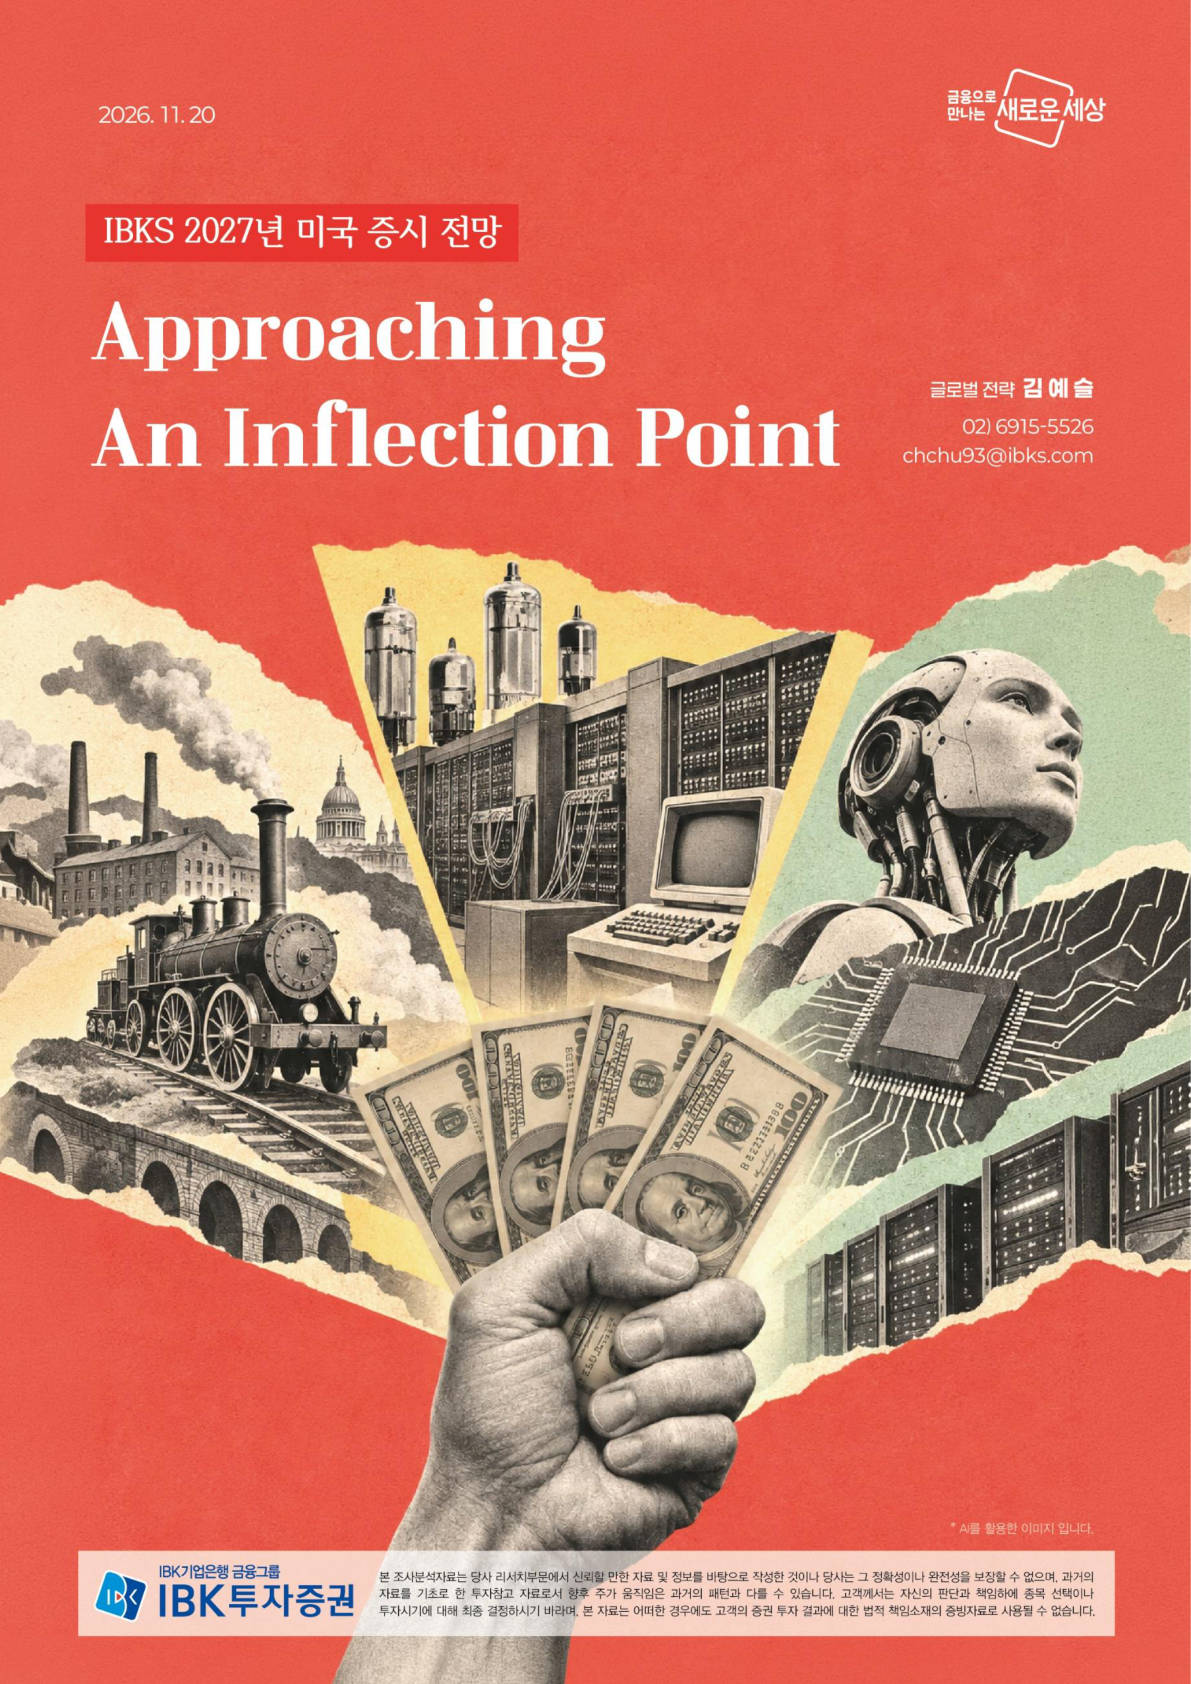 2026. 11. 20
금융으로
만나는 새로운 세상
IBKS 2027년 미국 증시 전망
Approaching
An Inflection Point
글로벌 전략 김예슬
02) 6915-5526
chchu93@ibks.com
* AI를 활용한 이미지 입니다.
IBK기업은행 금융그룹
IBK투자증권
본 조사분석자료는 당사 리서치부문에서 신뢰할 만한 자료 및 정보를 바탕으로 작성한 것이나 당사는 그 정확성이나 완전성을 보장할 수 없으며, 과거의
자료를 기초로 한 투자참고 자료로서 향후 주가 움직임은 과거의 패턴과 다를 수 있습니다. 고객께서는 자신의 판단과 책임하에 종목 선택이나
투자시기에 대해 최종 결정하시기 바라며, 본 자료는 어떠한 경우에도 고객의 증권 투자 결과에 대한 법적 책임소재의 증빙자료로 사용될 수 없습니다.